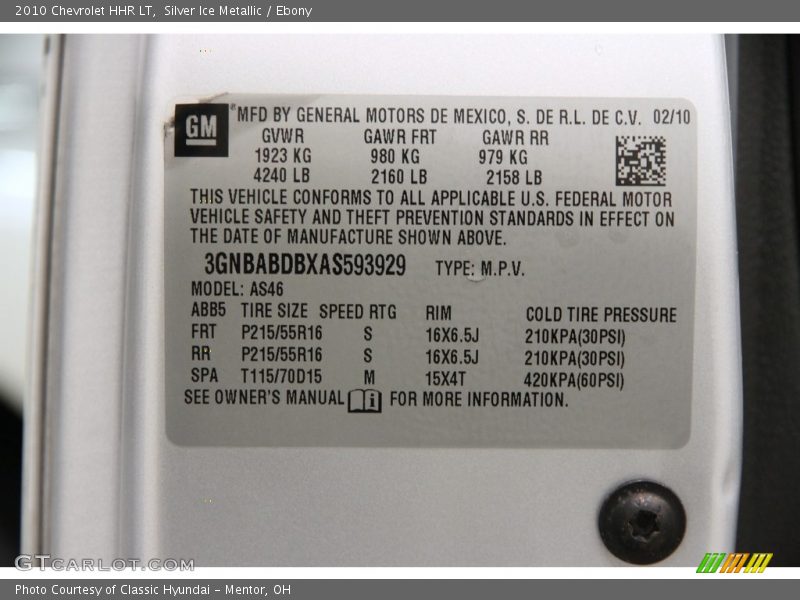 2010 Chevrolet HHR LT,  Silver Ice Metallic / Ebony
GM
® MFD BY GENERAL MOTORS DE MEXICO, S. DE R.L. DE C.V. 02/10
GVWR GAWR FRT GAWR RR
1923 KG 980 KG 979 KG
4240 LB 2160 LB 2158 LB
THIS VEHICLE CONFORMS TO ALL APPLICABLE U.S. FEDERAL MOTOR
VEHICLE SAFETY AND THEFT PREVENTION STANDARDS IN EFFECT ON
THE DATE OF MANUFACTURE SHOWN ABOVE.
3GNBABDBXAS593929 TYPE: M.P.V.
MODEL: AS46
ABB5 TIRE SIZE SPEED RTG RIM COLD TIRE PRESSURE
FRT P215/55R16 S 16X6.5J 210KPA(30PSI)
RR P215/55R16 S 16X6.5J 210KPA(30PSI)
SPA T115/70D15 M 15X4T 420KPA(60PSI)
SEE OWNER'S MANUAL i FOR MORE INFORMATION.
GTCarLot.com
Photo Courtesy of Classic Hyundai – Mentor, OH